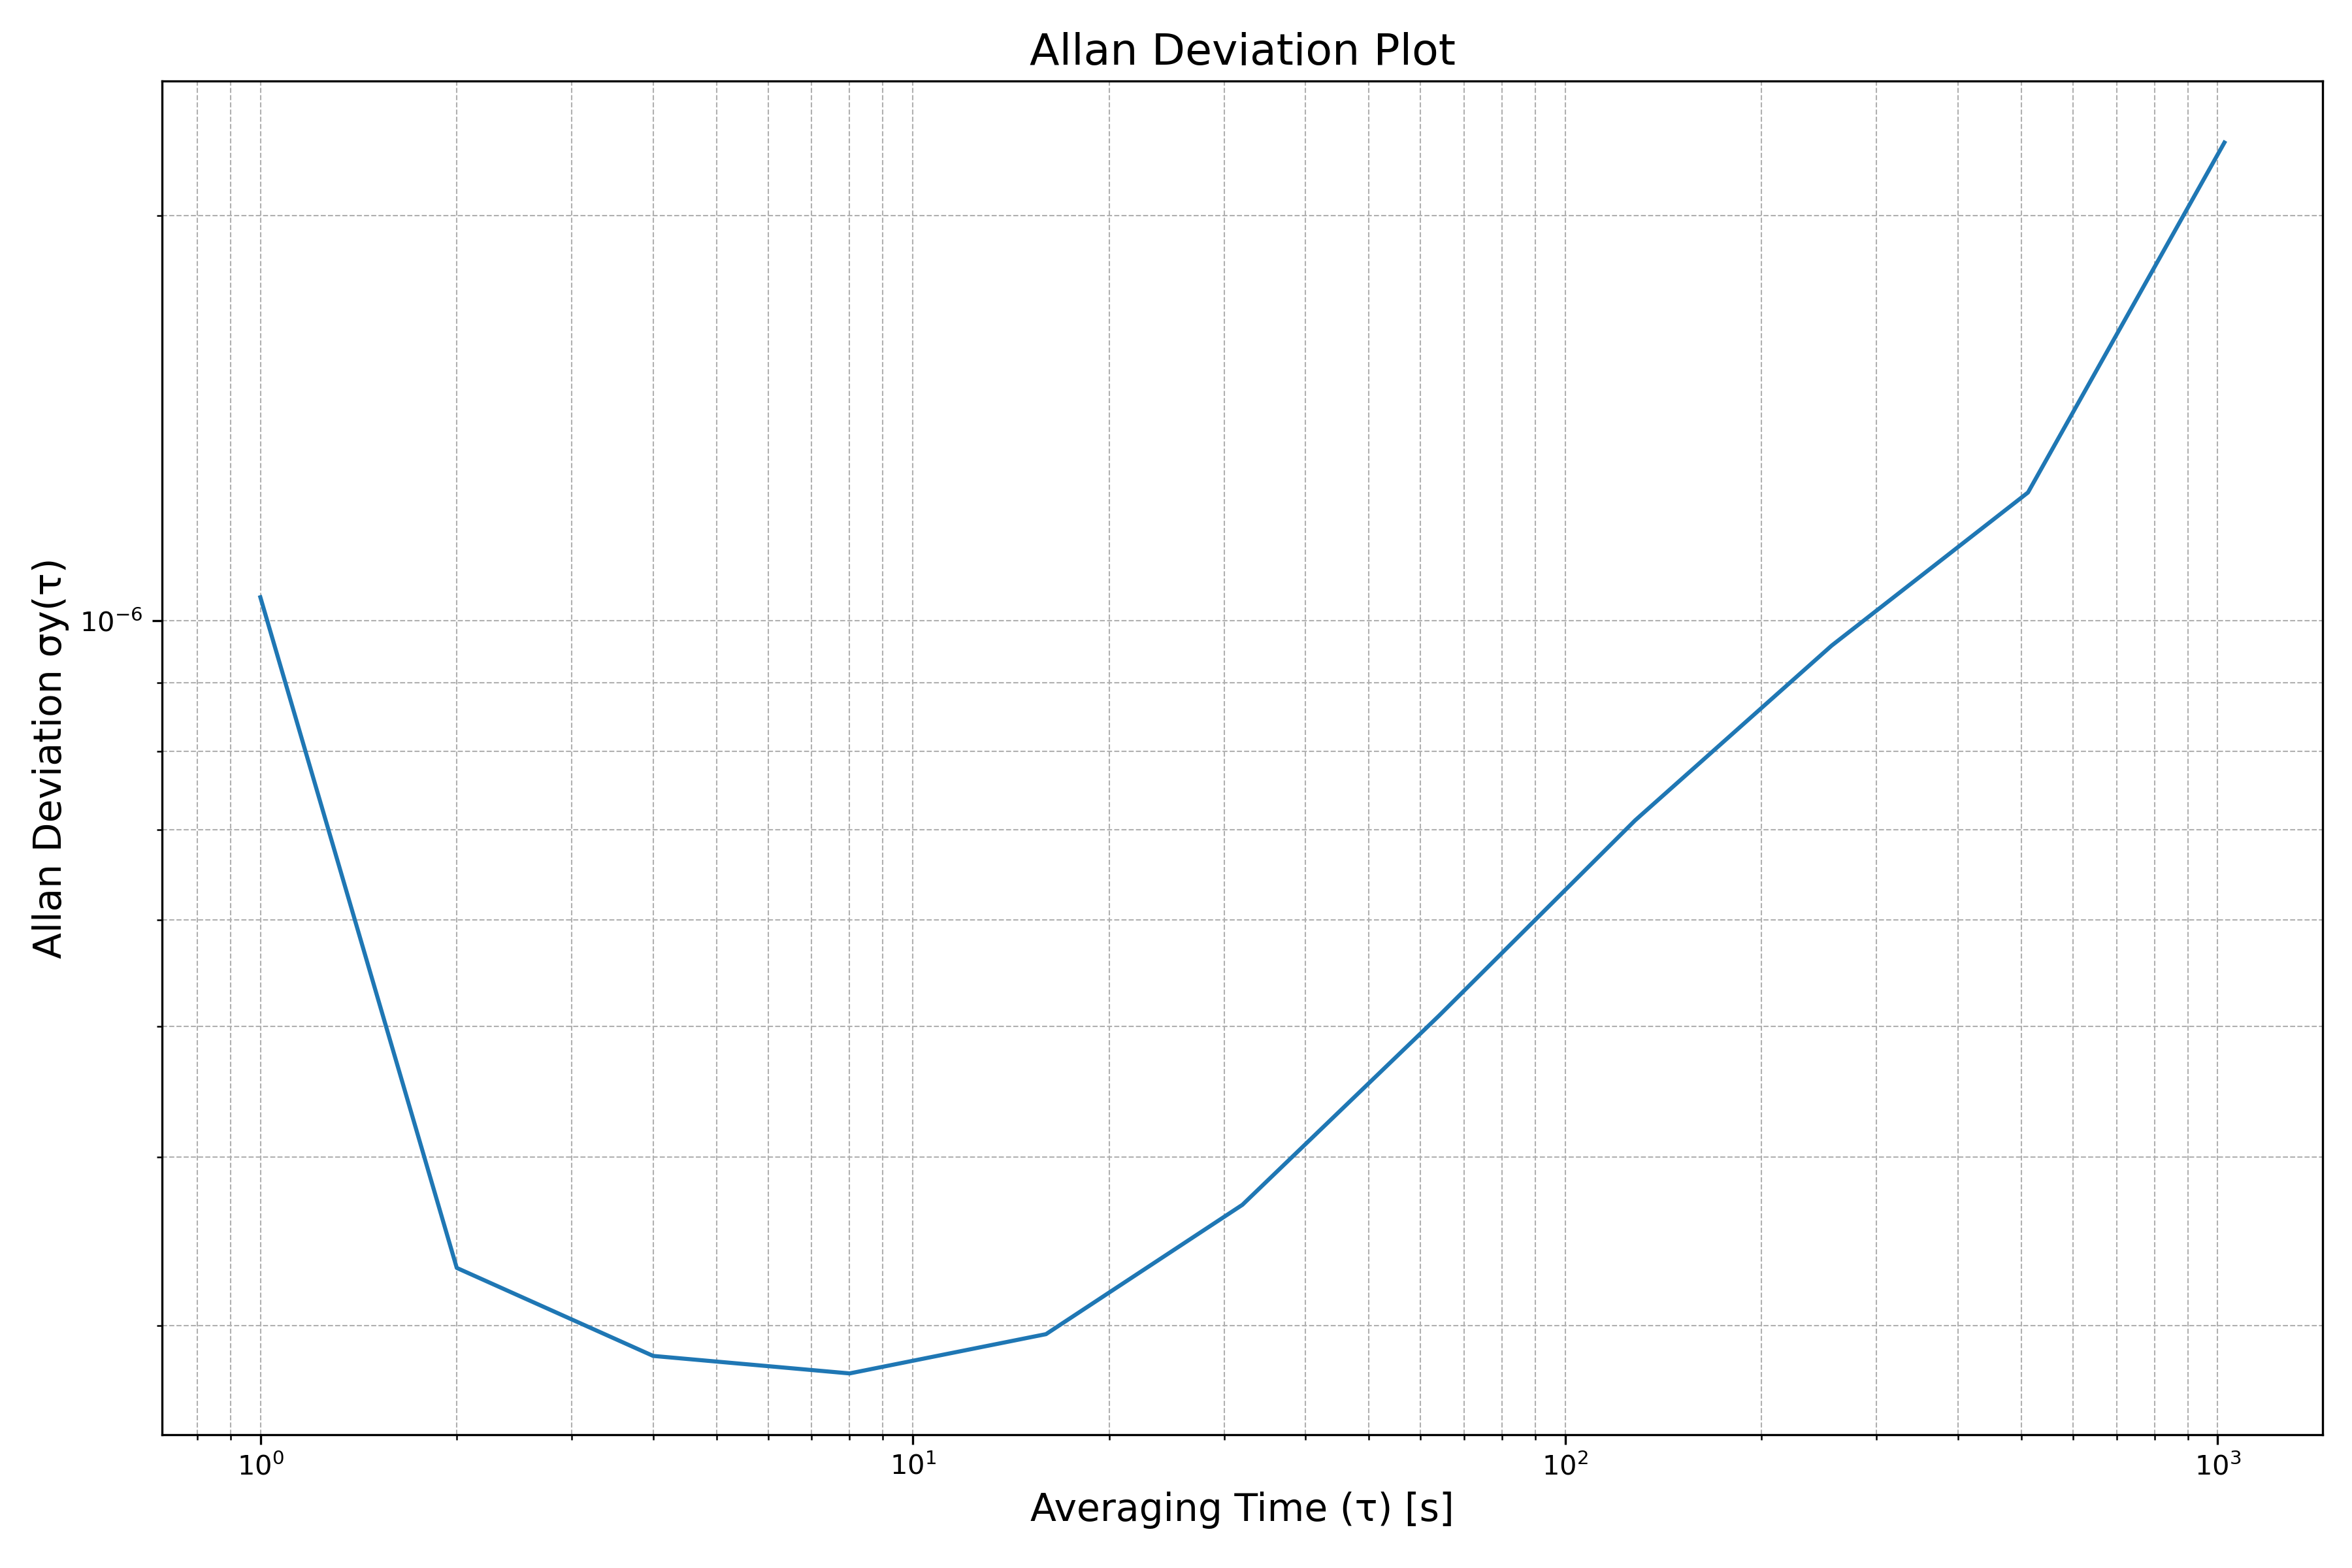 Allan Deviation Plot
Allan Deviation σy(τ)
10⁻⁶
10⁰ 10¹ 10² 10³
Averaging Time (τ) [s]